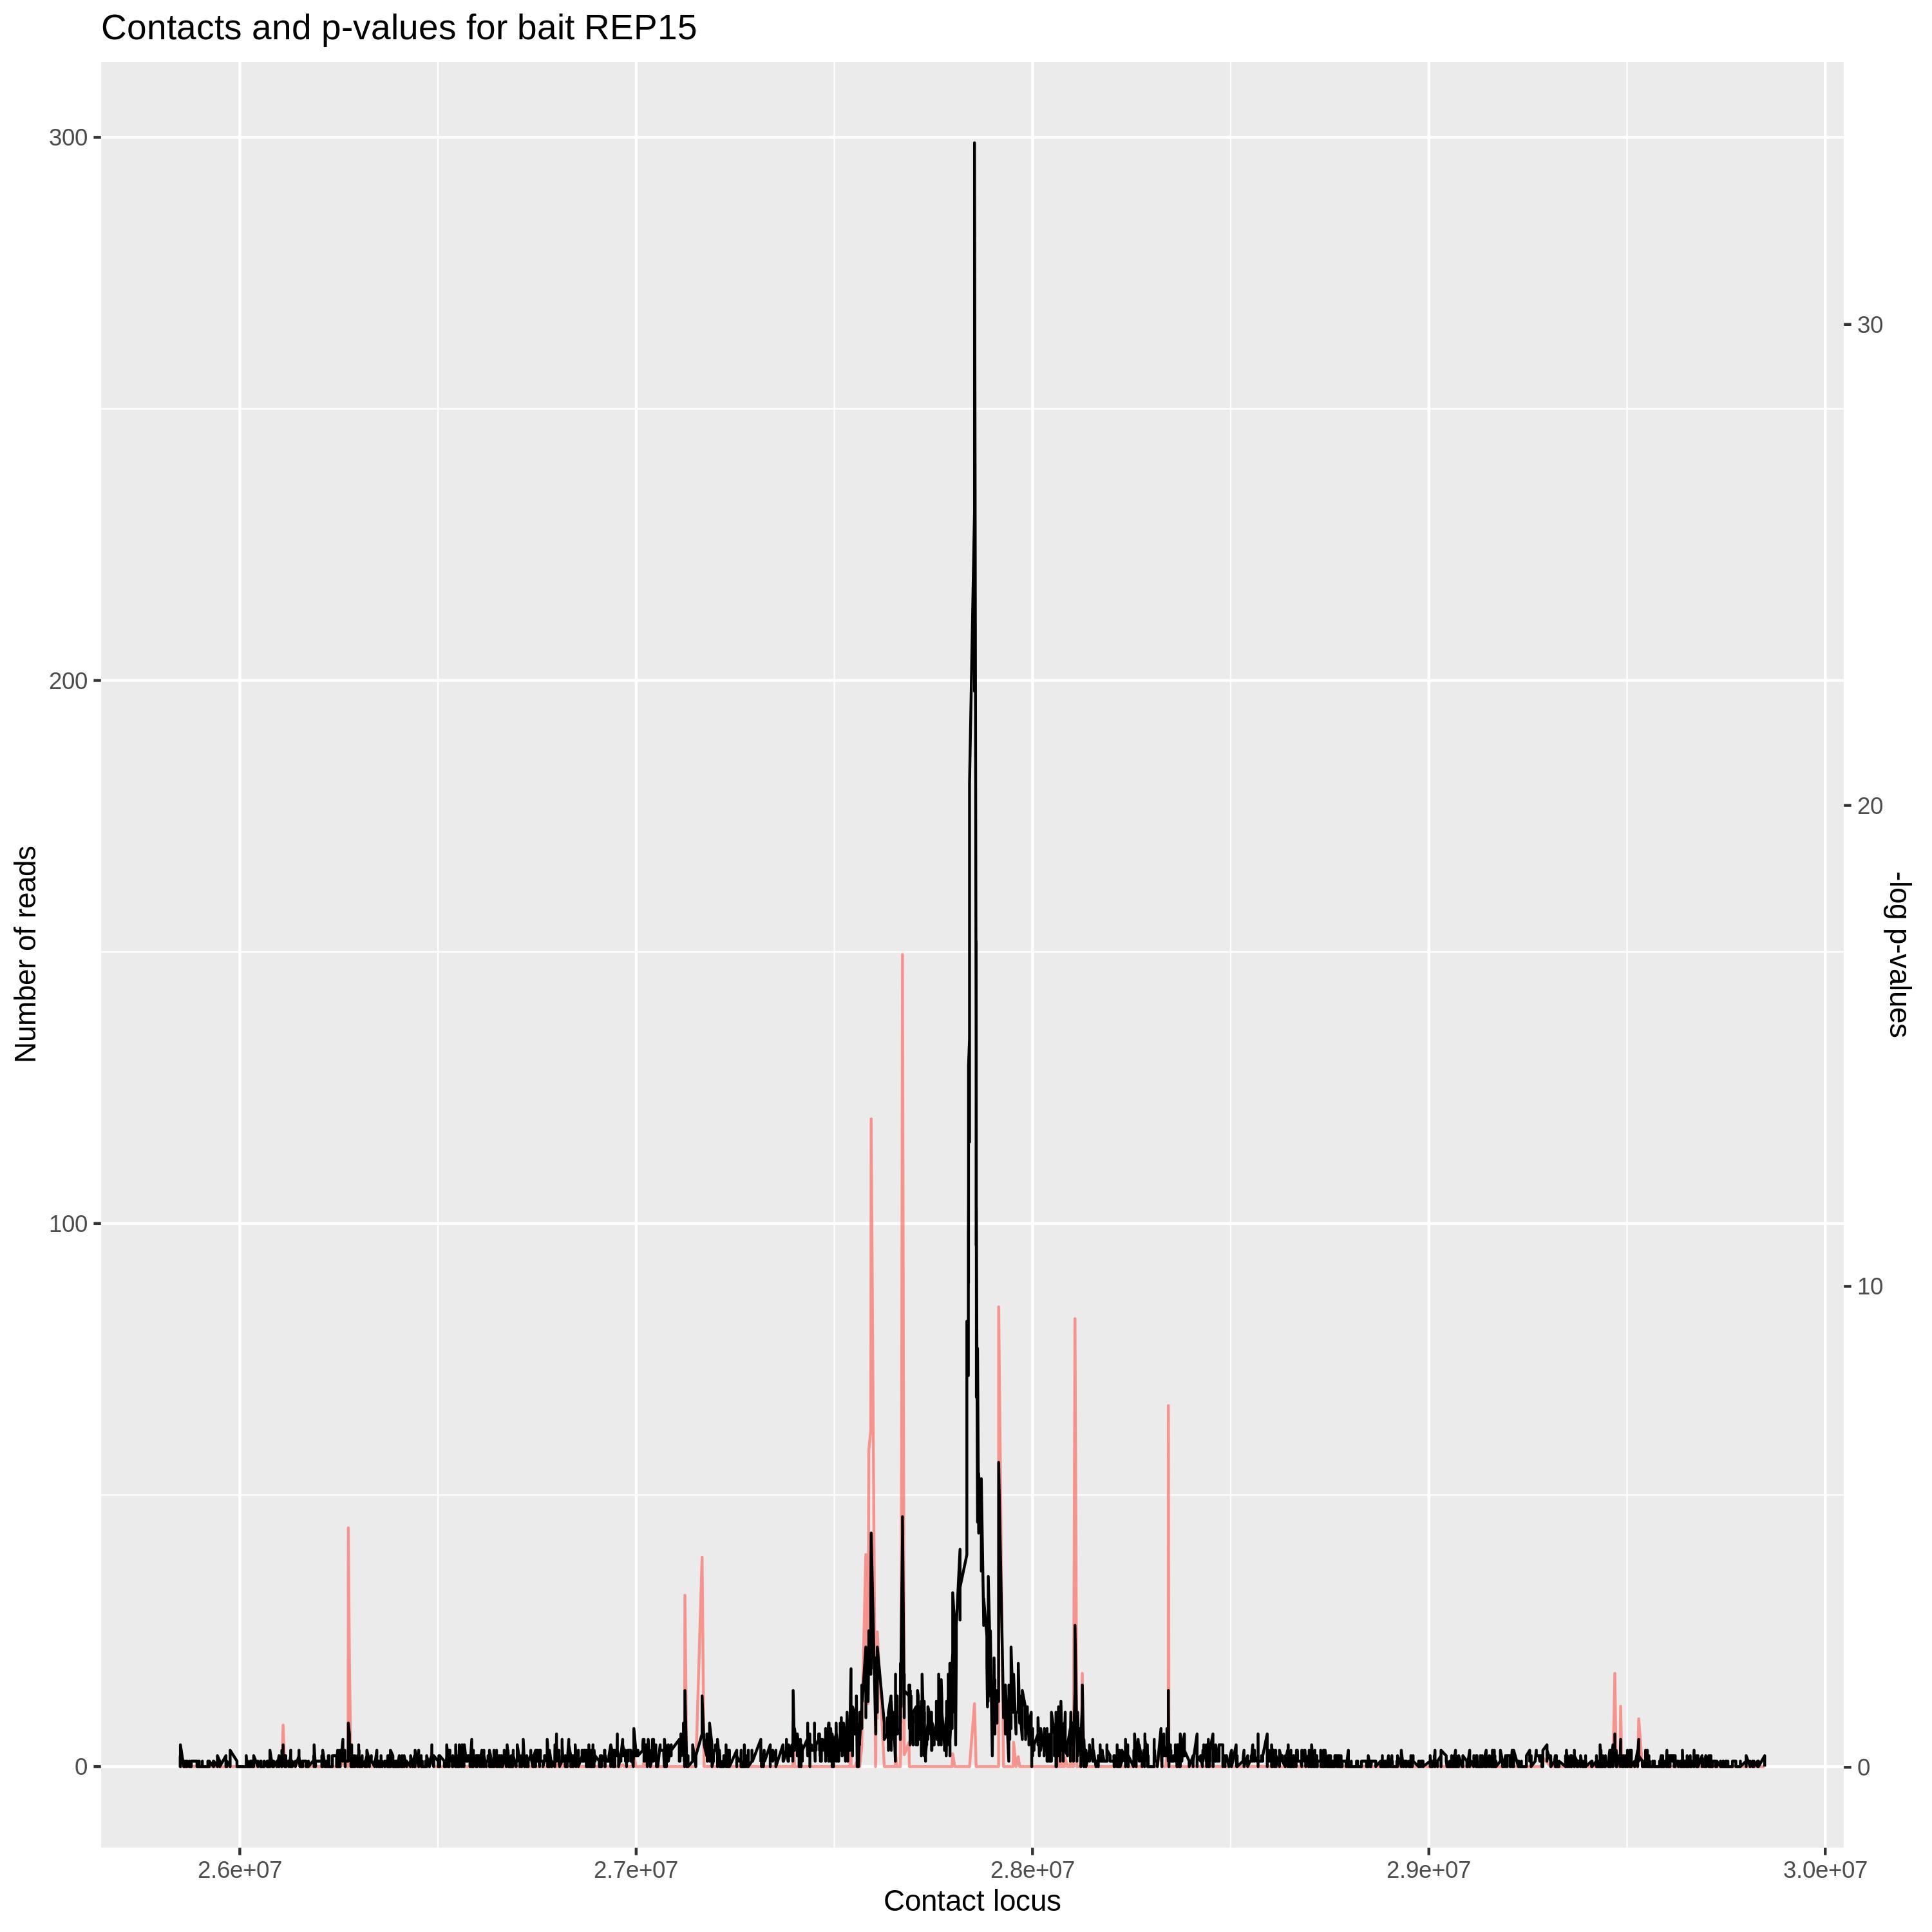 Contacts and p-values for bait REP15
300
200
100
0
Number of reads
30
20
10
0
-log p-values
2.6e+07
2.7e+07
2.8e+07
2.9e+07
3.0e+07
Contact locus